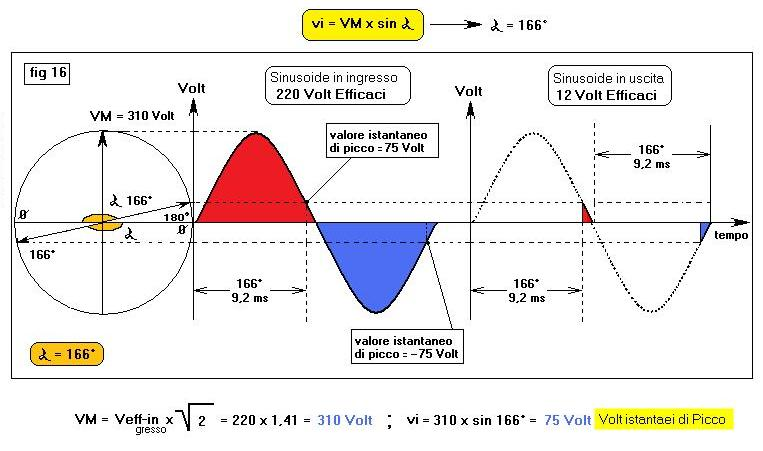 vi = VM x sin α → α = 166°
fig 16
Sinusoide in ingresso
220 Volt Efficaci
Sinusoide in uscita
12 Volt Efficaci
Volt
Volt
VM = 310 Volt
valore istantaneo
di picco = 75 Volt
166°
9,2 ms
α 166°
0°
180°
0°
α
166°
tempo
166°
9,2 ms
166°
9,2 ms
valore istantaneo
di picco = –75 Volt
α = 166°
VM = Veff-in gresso x √2 = 220 x 1,41 = 310 Volt ; vi = 310 x sin 166° = 75 Volt Volt istantaei di Picco